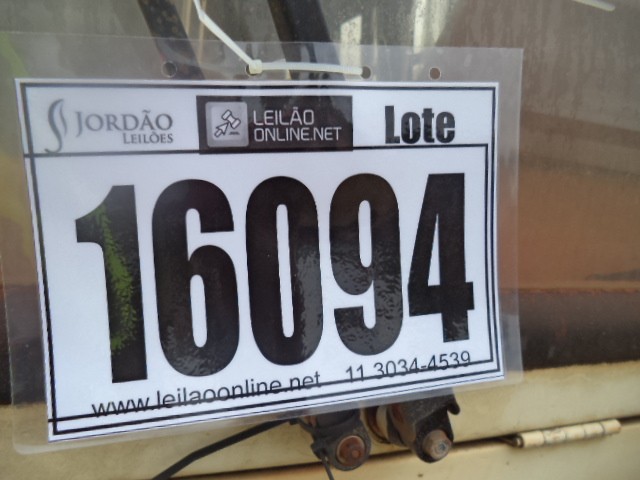 JORDÃO
LEILÕES
LEILÃO
ONLINE.NET
Lote
16094
www.leilaoonline.net 11 3034-4539